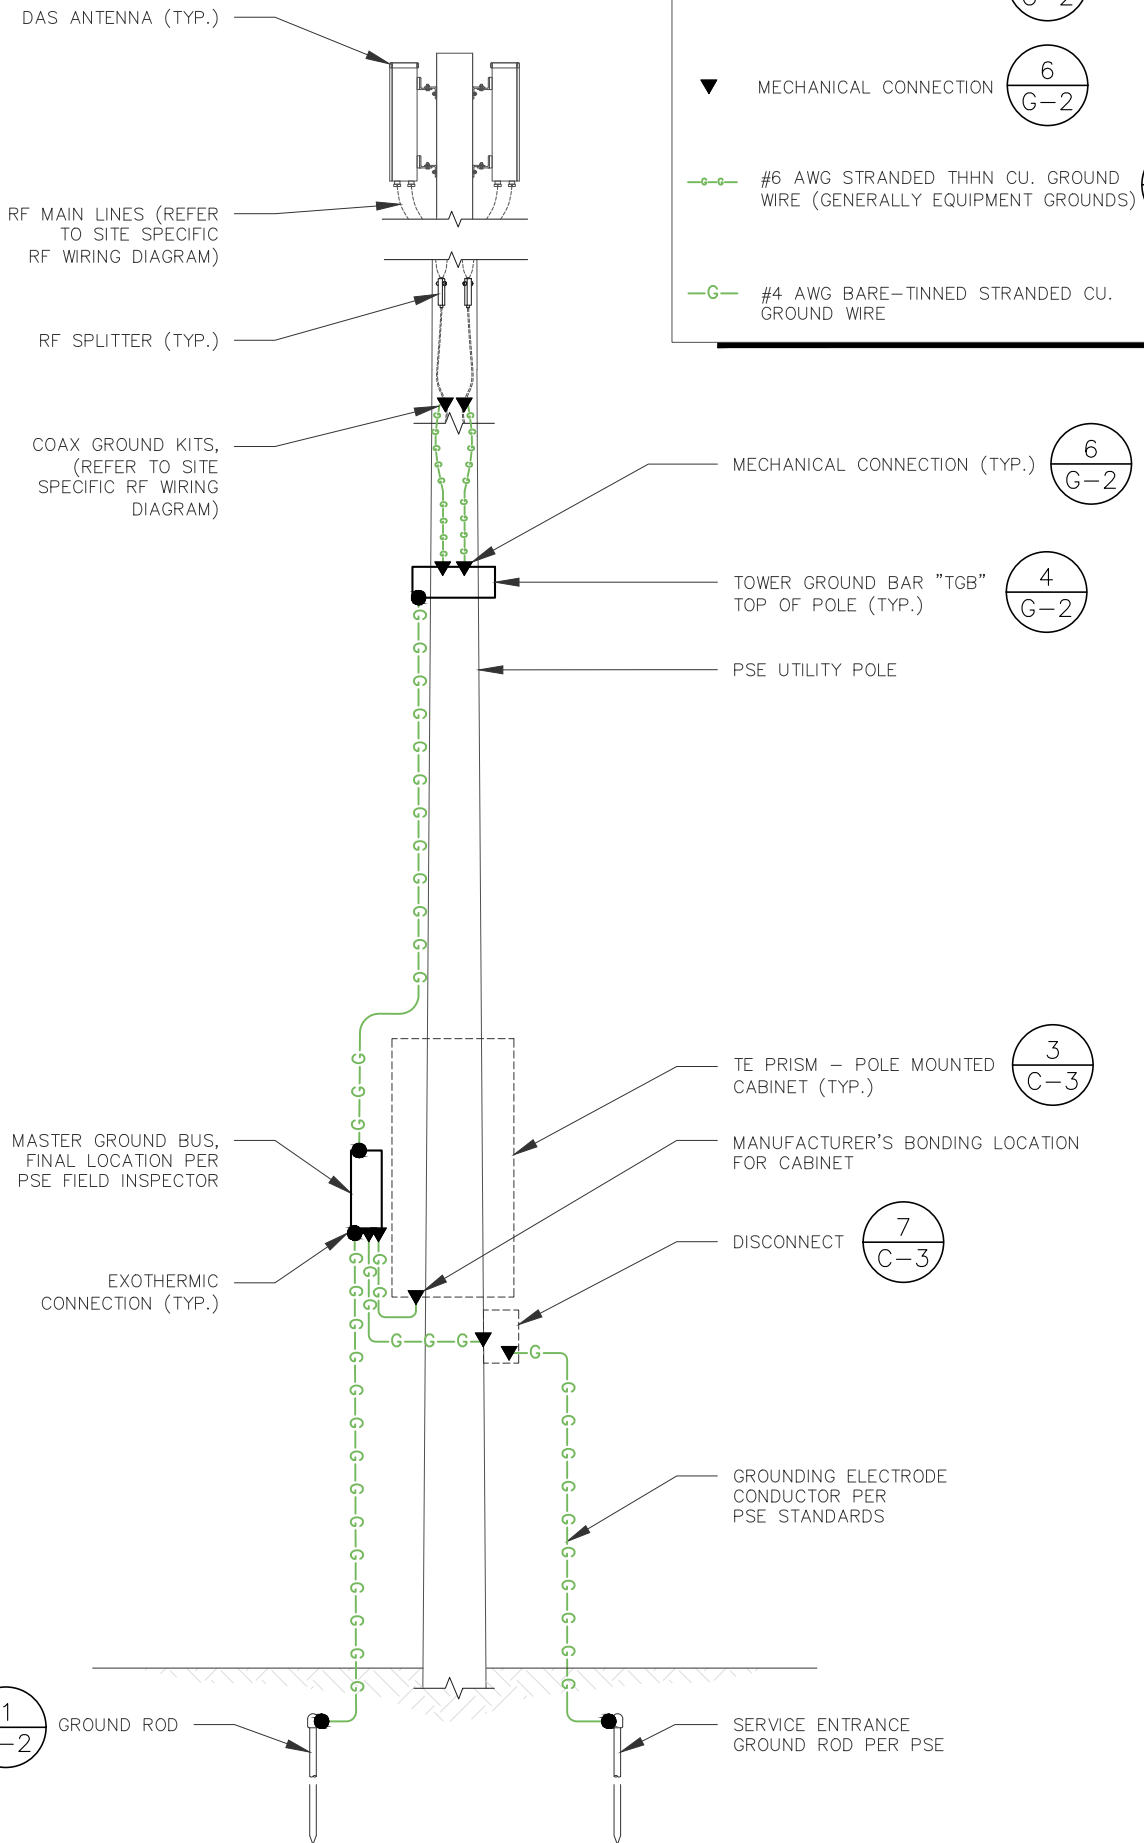 DAS ANTENNA (TYP.)
G-2
MECHANICAL CONNECTION
6
G-2
G G
#6 AWG STRANDED THHN CU. GROUND
WIRE (GENERALLY EQUIPMENT GROUNDS)
G
#4 AWG BARE-TINNED STRANDED CU.
GROUND WIRE
RF MAIN LINES (REFER
TO SITE SPECIFIC
RF WIRING DIAGRAM)
RF SPLITTER (TYP.)
COAX GROUND KITS,
(REFER TO SITE
SPECIFIC RF WIRING
DIAGRAM)
MECHANICAL CONNECTION (TYP.)
6
G-2
TOWER GROUND BAR "TGB"
TOP OF POLE (TYP.)
4
G-2
PSE UTILITY POLE
TE PRISM - POLE MOUNTED
CABINET (TYP.)
3
C-3
MASTER GROUND BUS,
FINAL LOCATION PER
PSE FIELD INSPECTOR
MANUFACTURER'S BONDING LOCATION
FOR CABINET
DISCONNECT
7
C-3
EXOTHERMIC
CONNECTION (TYP.)
GROUNDING ELECTRODE
CONDUCTOR PER
PSE STANDARDS
1
-2
GROUND ROD
SERVICE ENTRANCE
GROUND ROD PER PSE